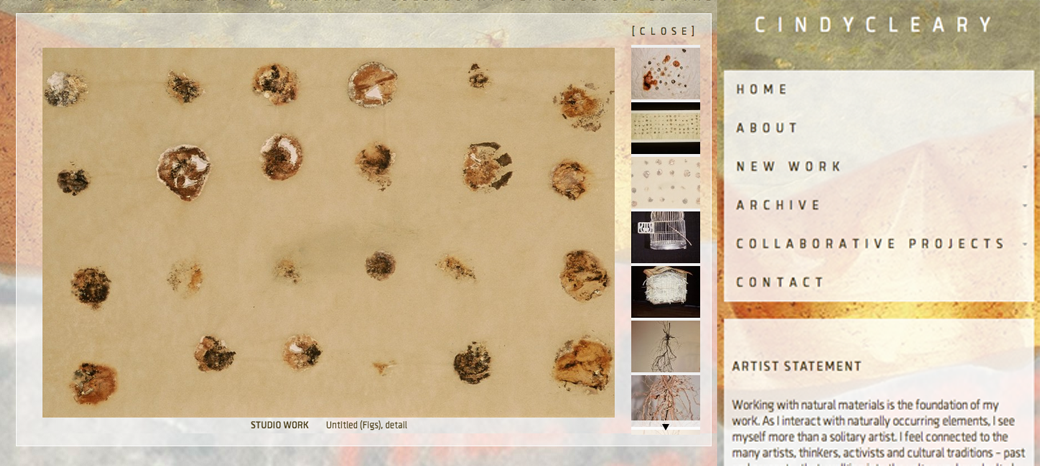 [CLOSE]
STUDIO WORK Untitled (Figs), detail
CINDYCLEARY
HOME
ABOUT
NEW WORK
ARCHIVE
COLLABORATIVE PROJECTS
CONTACT
ARTIST STATEMENT
Working with natural materials is the foundation of my
work. As I interact with naturally occurring elements, I see
myself more than a solitary artist. I feel connected to the
many artists, thinkers, activists and cultural traditions – past